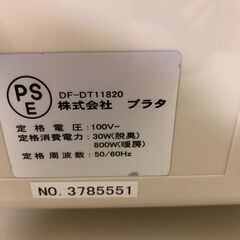 PS
E
DF-DT11820
株式会社 プラタ
定格電圧:100V~
定格消費電力:30W(脱臭)
800W(暖房)
定格周波数:50/60Hz
NO.3785551